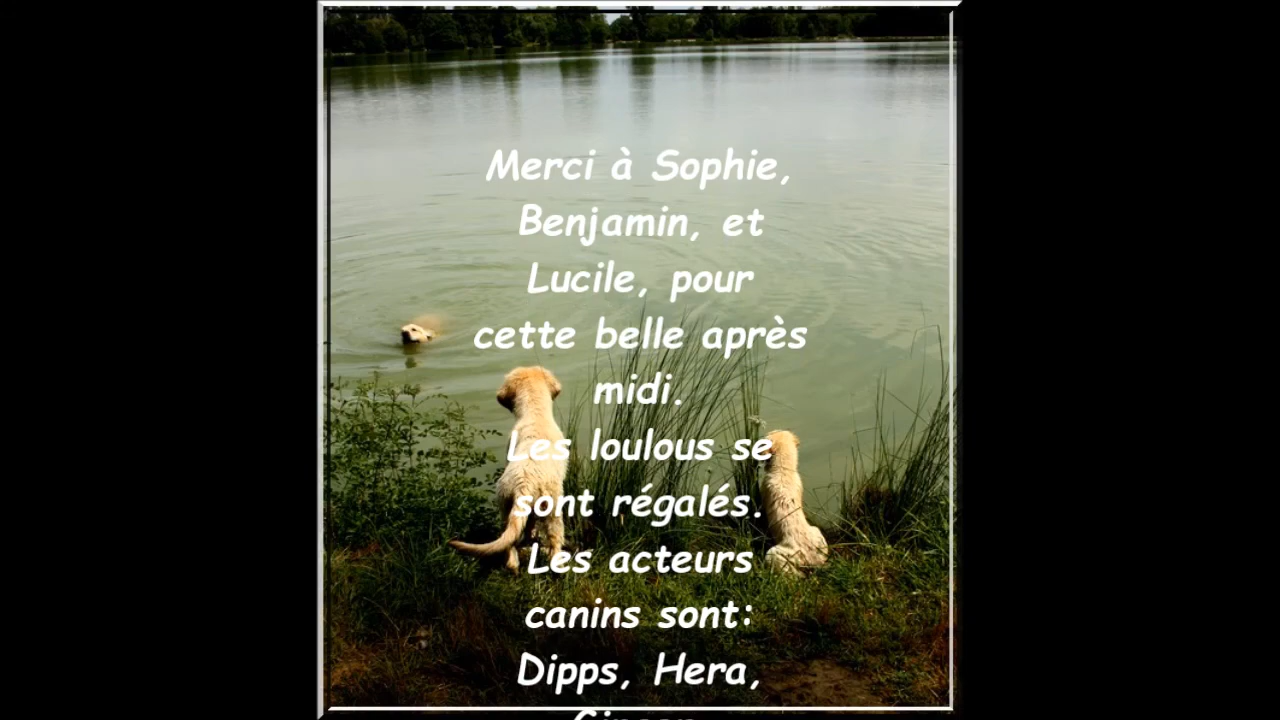 Merci à Sophie,
Benjamin, et
Lucile, pour
cette belle après
midi.
Les loulous se
sont régalés.
Les acteurs
canins sont:
Dipps, Hera,